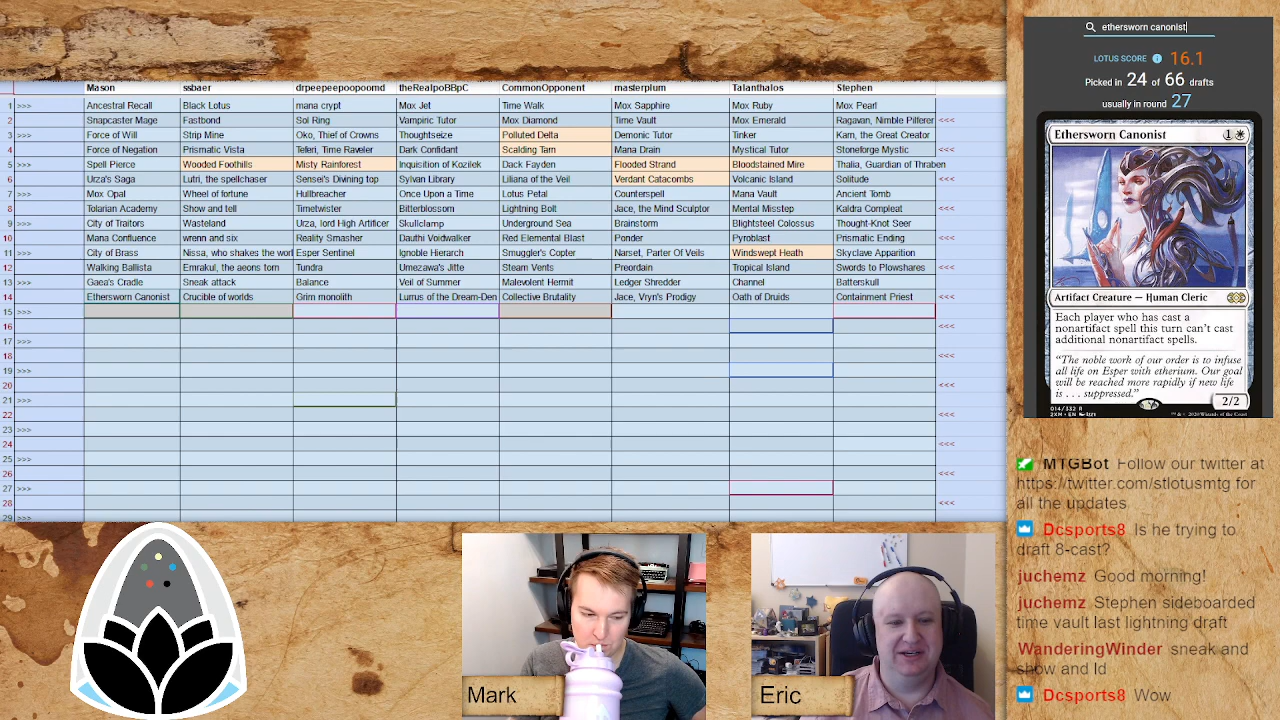 Mason ssbaer drpeepeepoopoomd theRealpoBBpC CommonOpponent masterplum Talanthalos Stephen
1 >>> Ancestral Recall Black Lotus mana crypt Mox Jet Time Walk Mox Sapphire Mox Ruby Mox Pearl
2 Snapcaster Mage Fastbond Sol Ring Vampiric Tutor Mox Diamond Time Vault Mox Emerald Ragavan, Nimble Pilferer <<<
3 >>> Force of Will Strip Mine Oko, Thief of Crowns Thoughtseize Polluted Delta Demonic Tutor Tinker Karn, the Great Creator
4 Force of Negation Prismatic Vista Teferi, Time Raveler Dark Confidant Scalding Tarn Mana Drain Mystical Tutor Stoneforge Mystic <<<
5 >>> Spell Pierce Wooded Foothills Misty Rainforest Inquisition of Kozilek Dack Fayden Flooded Strand Bloodstained Mire Thalia, Guardian of Thraben
6 Urza's Saga Lutri, the spellchaser Sensei's Divining top Sylvan Library Liliana of the Veil Verdant Catacombs Volcanic Island Solitude <<<
7 >>> Mox Opal Wheel of fortune Hullbreacher Once Upon a Time Lotus Petal Counterspell Mana Vault Ancient Tomb
8 Tolarian Academy Show and tell Timetwister Bitterblossom Lightning Bolt Jace, the Mind Sculptor Mental Misstep Kaldra Compleat <<<
9 >>> City of Traitors Wasteland Urza, lord High Artificer Skullclamp Underground Sea Brainstorm Blightsteel Colossus Thought-Knot Seer
10 Mana Confluence wrenn and six Reality Smasher Dauthi Voidwalker Red Elemental Blast Ponder Pyroblast Prismatic Ending <<<
11 >>> City of Brass Nissa, who shakes the worl Esper Sentinel Ignoble Hierarch Smuggler's Copter Narset, Parter Of Veils Windswept Heath Skyclave Apparition
12 Walking Ballista Emrakul, the aeons torn Tundra Umezawa's Jitte Steam Vents Preordain Tropical Island Swords to Plowshares <<<
13 >>> Gaea's Cradle Sneak attack Balance Veil of Summer Malevolent Hermit Ledger Shredder Channel Batterskull
14 Ethersworn Canonist Crucible of worlds Grim monolith Lurrus of the Dream-Den Collective Brutality Jace, Vryn's Prodigy Oath of Druids Containment Priest <<<
15 >>>
16 <<<
17 >>>
18 <<<
19 >>>
20 <<<
21 >>>
22 <<<
23 >>>
24 <<<
25 >>>
26 <<<
27 >>>
28 <<<
29 >>>
ethersworn canonist
LOTUS SCORE 16.1
Picked in 24 of 66 drafts
usually in round 27
Ethersworn Canonist 1
Artifact Creature — Human Cleric
Each player who has cast a
nonartifact spell this turn can't cast
additional nonartifact spells.
"The noble work of our order is to infuse
all life on Esper with etherium. Our goal
will be reached more rapidly if new life
is . . . suppressed."
2/2
014/332 R
MTGBot Follow our twitter at
https://twitter.com/stlotusmtg for
all the updates
Dcsports8 Is he trying to
draft 8-cast?
juchemz Good morning!
juchemz Stephen sideboarded
time vault last lightning draft
WanderingWinder sneak and
show and ld
Dcsports8 Wow
Mark
Eric